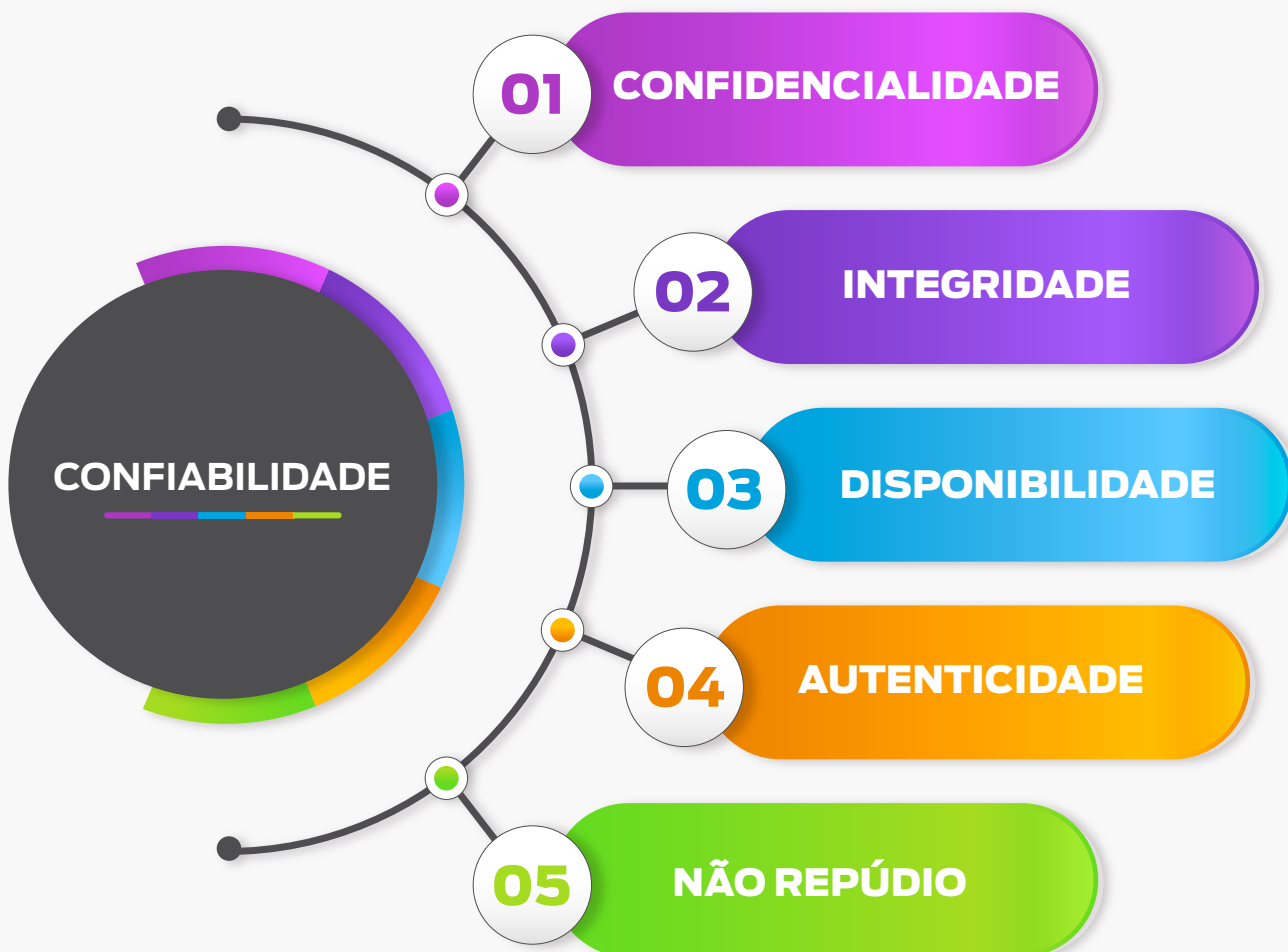 01
CONFIDENCIALIDADE
02
INTEGRIDADE
CONFIABILIDADE
03
DISPONIBILIDADE
04
AUTENTICIDADE
05
NÃO REPÚDIO